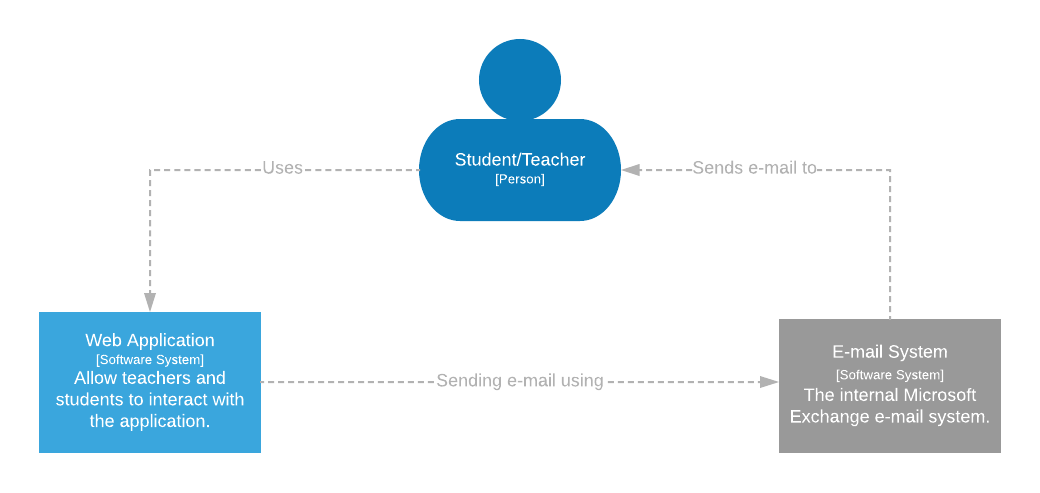 Student/Teacher
[Person]
Uses
Sends e-mail to
Web Application
[Software System]
Allow teachers and
students to interact with
the application.
Sending e-mail using
E-mail System
[Software System]
The internal Microsoft
Exchange e-mail system.